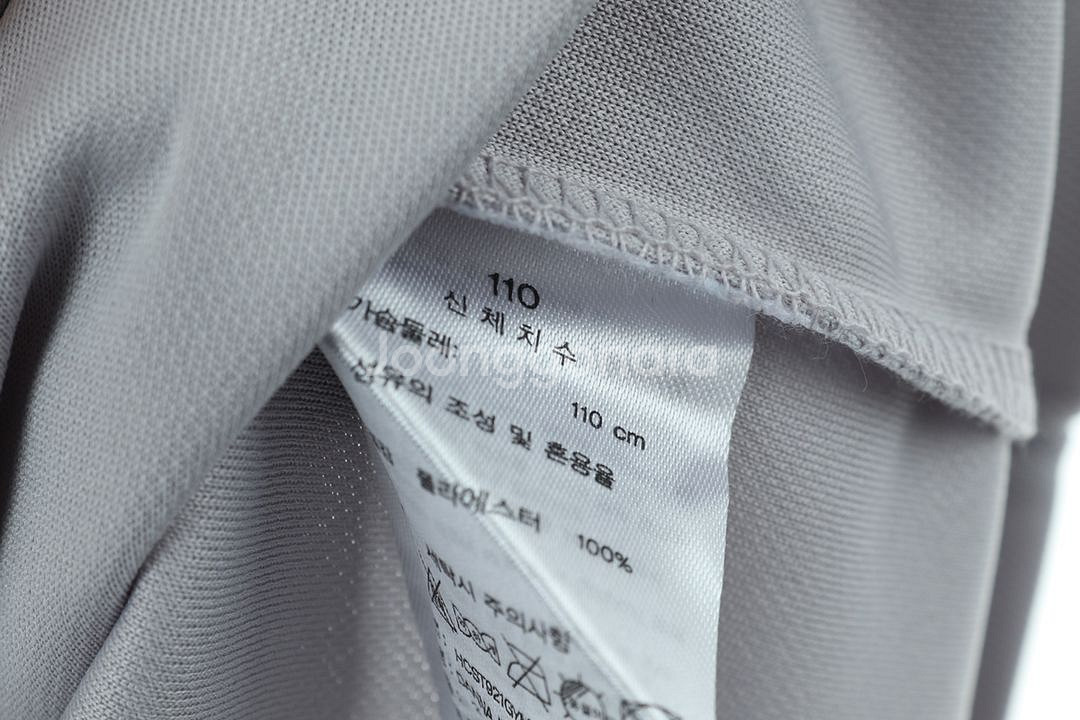 110
신 체 치 수
가슴둘레:
110 cm
섬유의 조성 및 혼용율
폴리에스터
100%
세탁시 주의사항